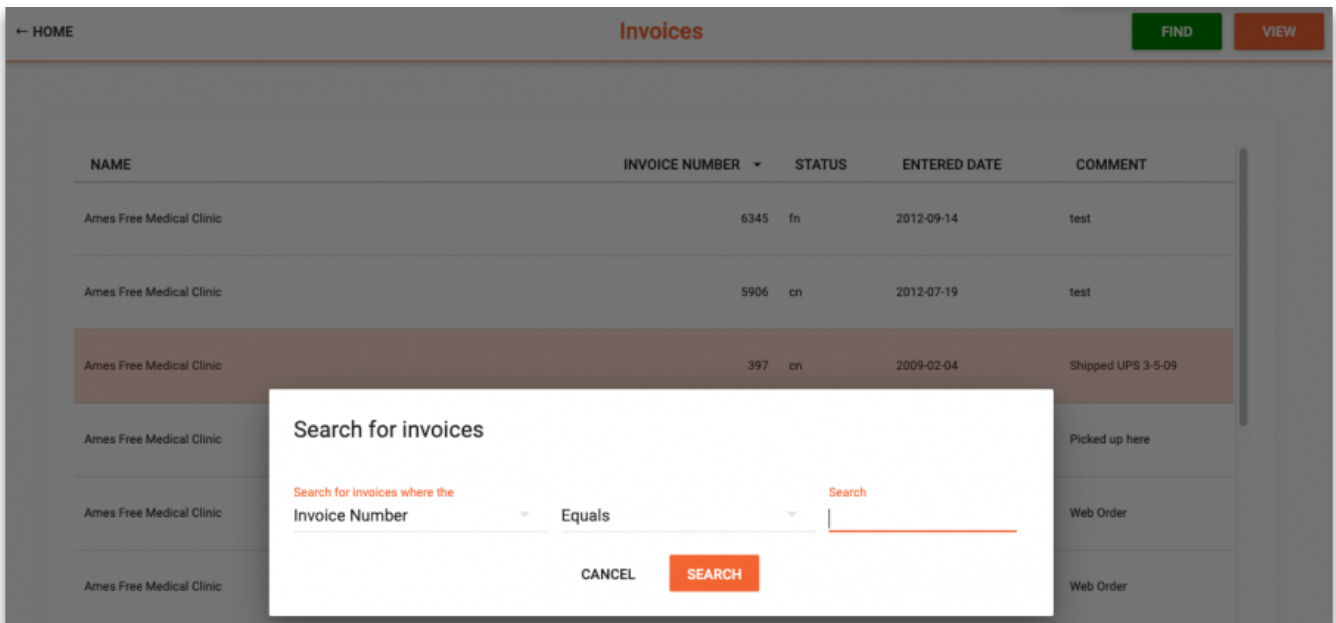 ← HOME Invoices FIND VIEW
NAME INVOICE NUMBER STATUS ENTERED DATE COMMENT
Ames Free Medical Clinic 6345 fn 2012-09-14 test
Ames Free Medical Clinic 5906 cn 2012-07-19 test
Ames Free Medical Clinic 397 cn 2009-02-04 Shipped UPS 3-5-09
Ames Free Medical Clinic Picked up here
Ames Free Medical Clinic Web Order
Ames Free Medical Clinic Web Order
Search for invoices
Search for invoices where the Search
Invoice Number Equals
CANCEL SEARCH